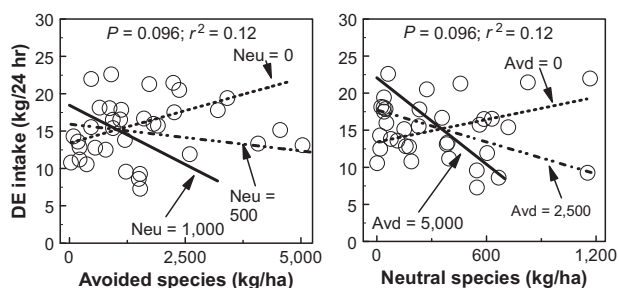 P = 0.096; r² = 0.12
P = 0.096; r² = 0.12
30
25
20
15
10
5
0
30
25
20
15
10
5
0
DE intake (kg/24 hr)
Neu = 0
Neu = 500
Neu = 1,000
Avd = 0
Avd = 5,000
Avd = 2,500
0
2,500
5,000
0
600
1,200
Avoided species (kg/ha)
Neutral species (kg/ha)